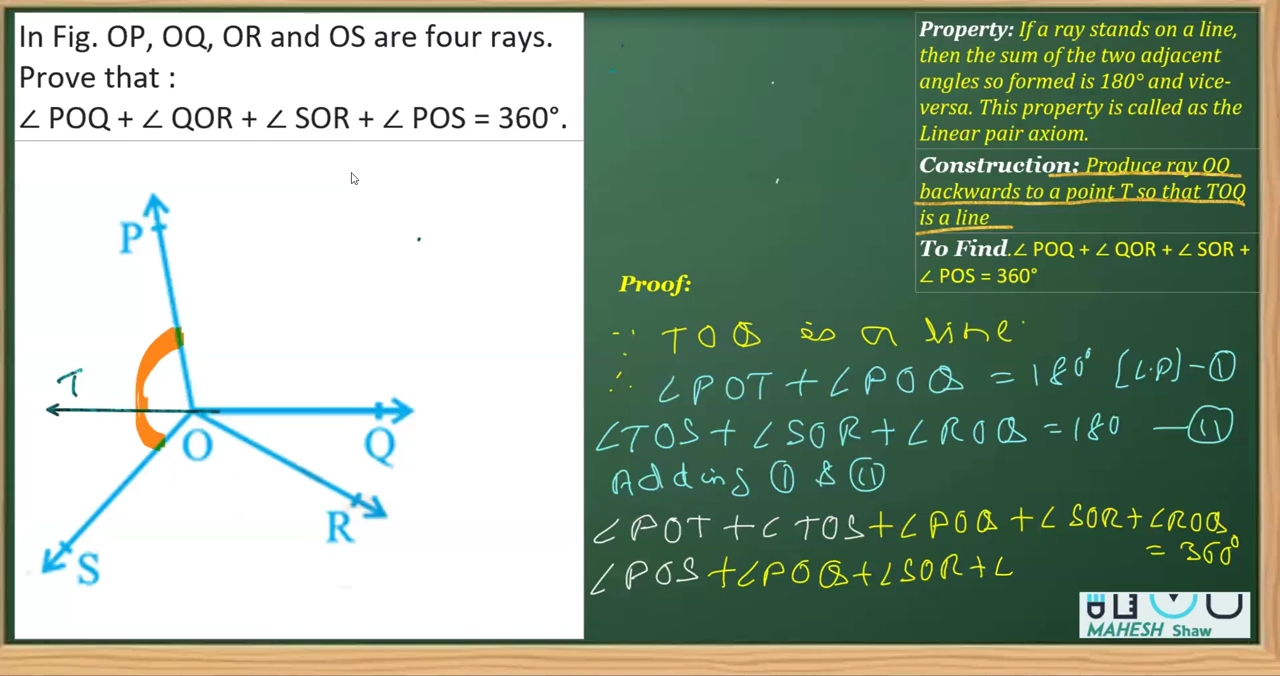 In Fig. OP, OQ, OR and OS are four rays.
Prove that :
∠ POQ + ∠ QOR + ∠ SOR + ∠ POS = 360°.
P
T
O
Q
R
S
Property: If a ray stands on a line,
then the sum of the two adjacent
angles so formed is 180° and vice-
versa. This property is called as the
Linear pair axiom.
Construction: Produce ray OQ
backwards to a point T so that TOQ
is a line
To Find.∠ POQ + ∠ QOR + ∠ SOR +
∠ POS = 360°
Proof:
∵ TOQ is a line
∴ ∠POT + ∠POQ = 180° [L.P] - ①
∠TOS + ∠SOR + ∠ROQ = 180 - ⑪
Adding ① & ⑪
∠POT + ∠TOS + ∠POQ + ∠SOR + ∠ROQ
= 360°
∠POS + ∠POQ + ∠SOR + ∠
MAHESH Shaw